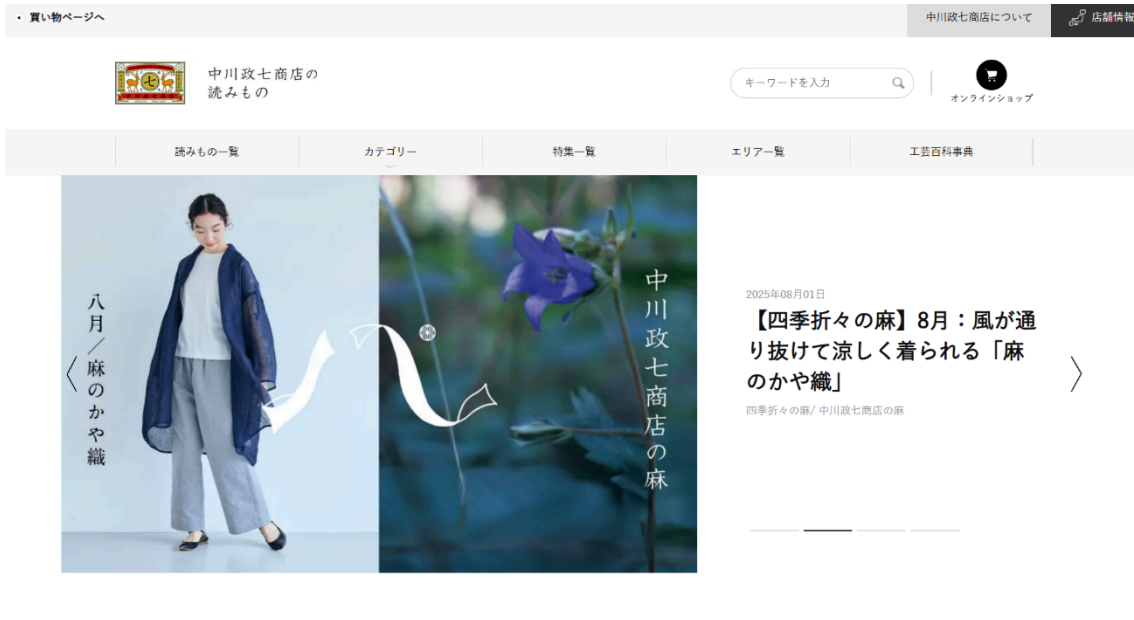 買い物ページへ
中川政七商店について
店舗情報
七
中川政七商店の
読みもの
キーワードを入力
オンラインショップ
読みもの一覧
カテゴリー
特集一覧
エリア一覧
工芸百科事典
八月/麻のかや織
中川政七商店の麻
2025年08月01日
【四季折々の麻】8月：風が通
り抜けて涼しく着られる「麻
のかや織」
四季折々の麻/ 中川政七商店の麻